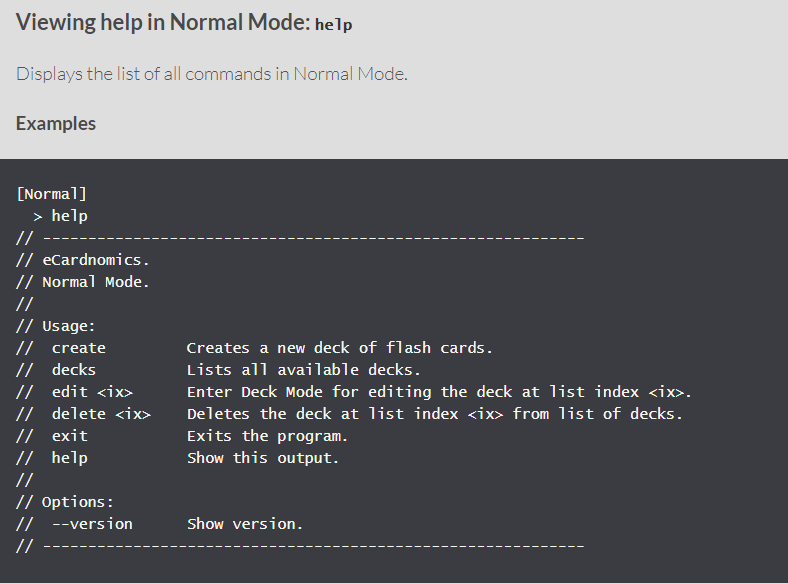 Viewing help in Normal Mode: help
Displays the list of all commands in Normal Mode.
Examples
[Normal]
  > help
// ------------------------------------------------------------
// eCardnomics.
// Normal Mode.
//
// Usage:
//  create         Creates a new deck of flash cards.
//  decks          Lists all available decks.
//  edit <ix>      Enter Deck Mode for editing the deck at list index <ix>.
//  delete <ix>    Deletes the deck at list index <ix> from list of decks.
//  exit           Exits the program.
//  help           Show this output.
//
// Options:
//  --version      Show version.
// ------------------------------------------------------------